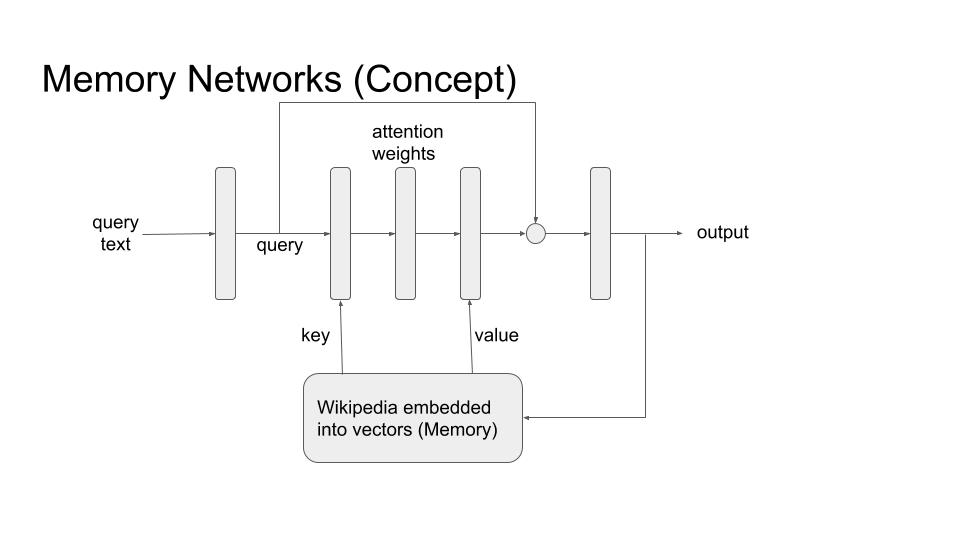 Memory Networks (Concept)
attention
weights
query
text
query
output
key
value
Wikipedia embedded
into vectors (Memory)